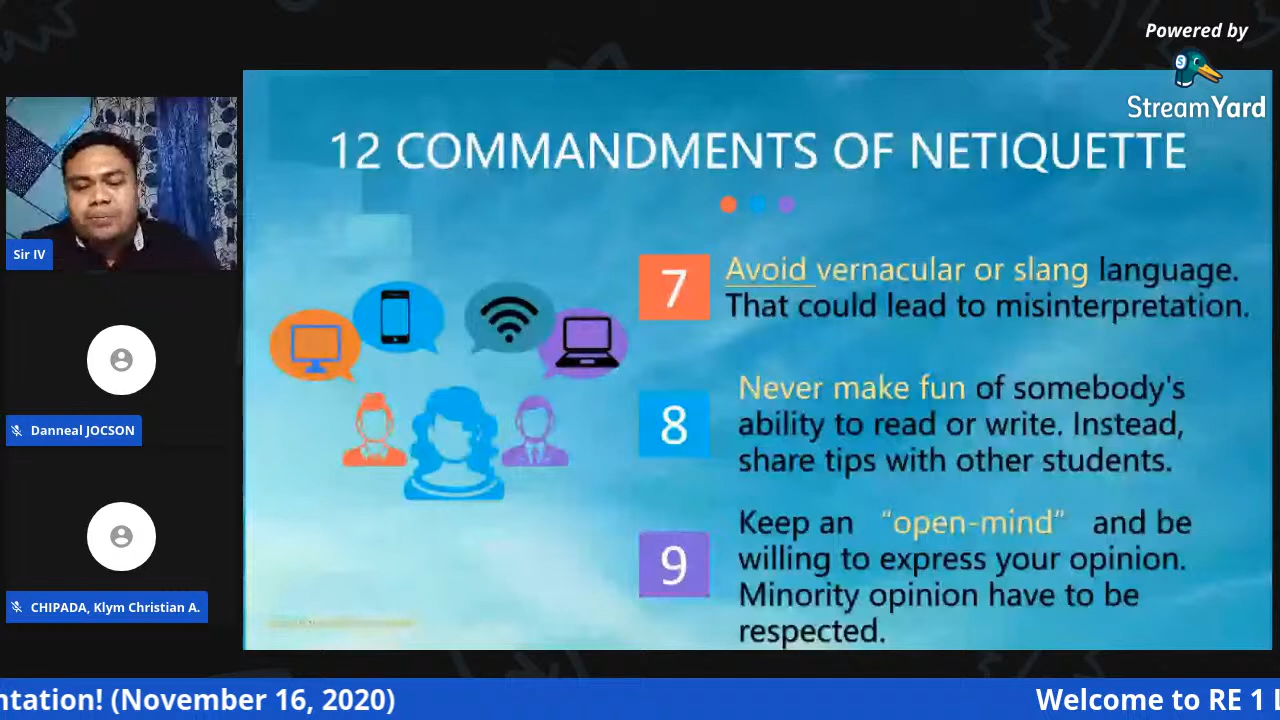 Powered by
StreamYard
12 COMMANDMENTS OF NETIQUETTE
7
Avoid vernacular or slang language.
That could lead to misinterpretation.
8
Never make fun of somebody's
ability to read or write. Instead,
share tips with other students.
9
Keep an “open-mind” and be
willing to express your opinion.
Minority opinion have to be
respected.
Sir IV
Danneal JOCSON
CHIPADA, Klym Christian A.
ntation! (November 16, 2020)
Welcome to RE 1